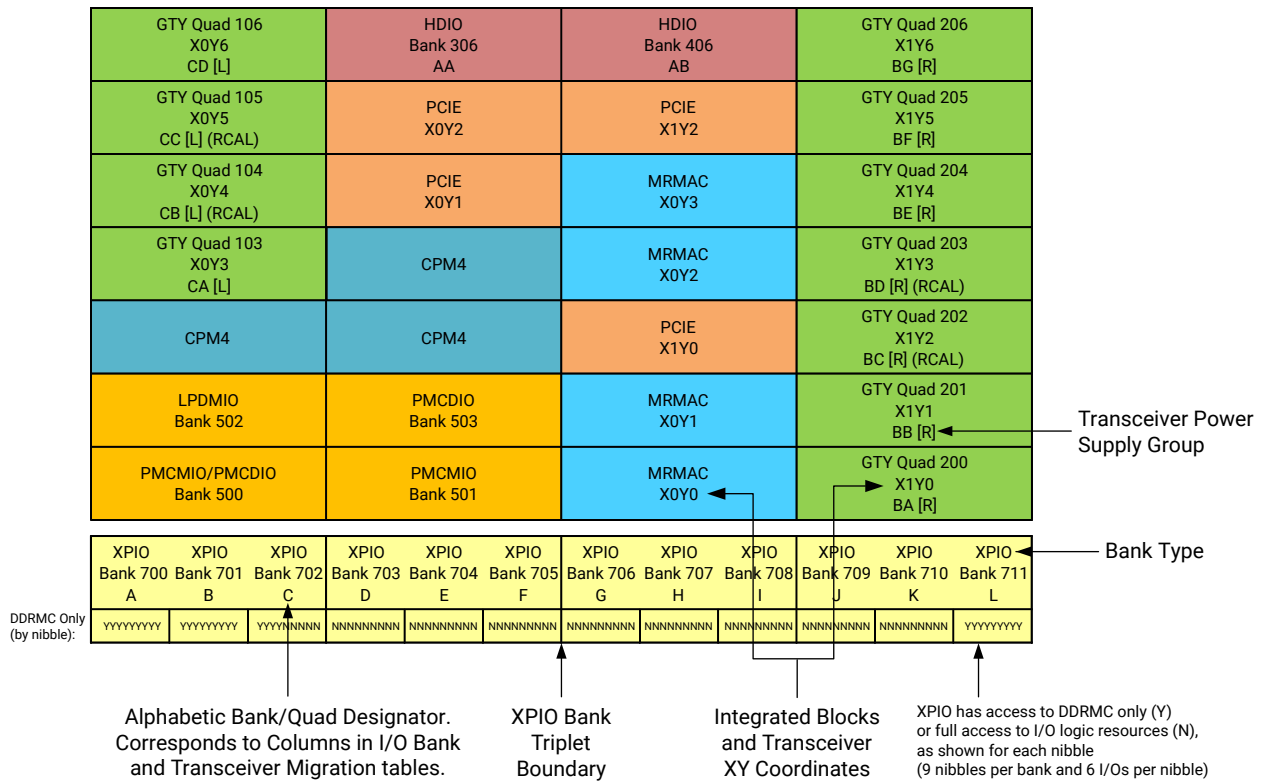 GTY Quad 106
X0Y6
CD [L]
HDIO
Bank 306
AA
HDIO
Bank 406
AB
GTY Quad 206
X1Y6
BG [R]
GTY Quad 105
X0Y5
CC [L] (RCAL)
PCIE
X0Y2
PCIE
X1Y2
GTY Quad 205
X1Y5
BF [R]
GTY Quad 104
X0Y4
CB [L] (RCAL)
PCIE
X0Y1
MRMAC
X0Y3
GTY Quad 204
X1Y4
BE [R]
GTY Quad 103
X0Y3
CA [L]
CPM4
MRMAC
X0Y2
GTY Quad 203
X1Y3
BD [R] (RCAL)
CPM4
CPM4
PCIE
X1Y0
GTY Quad 202
X1Y2
BC [R] (RCAL)
LPDMIO
Bank 502
PMCDIO
Bank 503
MRMAC
X0Y1
GTY Quad 201
X1Y1
BB [R]
Transceiver Power
Supply Group
PMCMIO/PMCDIO
Bank 500
PMCMIO
Bank 501
MRMAC
X0Y0
GTY Quad 200
X1Y0
BA [R]
XPIO
Bank 700
A
XPIO
Bank 701
B
XPIO
Bank 702
C
XPIO
Bank 703
D
XPIO
Bank 704
E
XPIO
Bank 705
F
XPIO
Bank 706
G
XPIO
Bank 707
H
XPIO
Bank 708
I
XPIO
Bank 709
J
XPIO
Bank 710
K
XPIO
Bank 711
L
Bank Type
DDRMC Only
(by nibble):
YYYYYYYYY
YYYYYYYYY
YYYYNNNNN
NNNNNNNNN
NNNNNNNNN
NNNNNNNNN
NNNNNNNNN
NNNNNNNNN
NNNNNNNNN
NNNNNNNNN
NNNNNNNNN
YYYYYYYYY
Alphabetic Bank/Quad Designator.
Corresponds to Columns in I/O Bank
and Transceiver Migration tables.
XPIO Bank
Triplet
Boundary
Integrated Blocks
and Transceiver
XY Coordinates
XPIO has access to DDRMC only (Y)
or full access to I/O logic resources (N),
as shown for each nibble
(9 nibbles per bank and 6 I/Os per nibble)